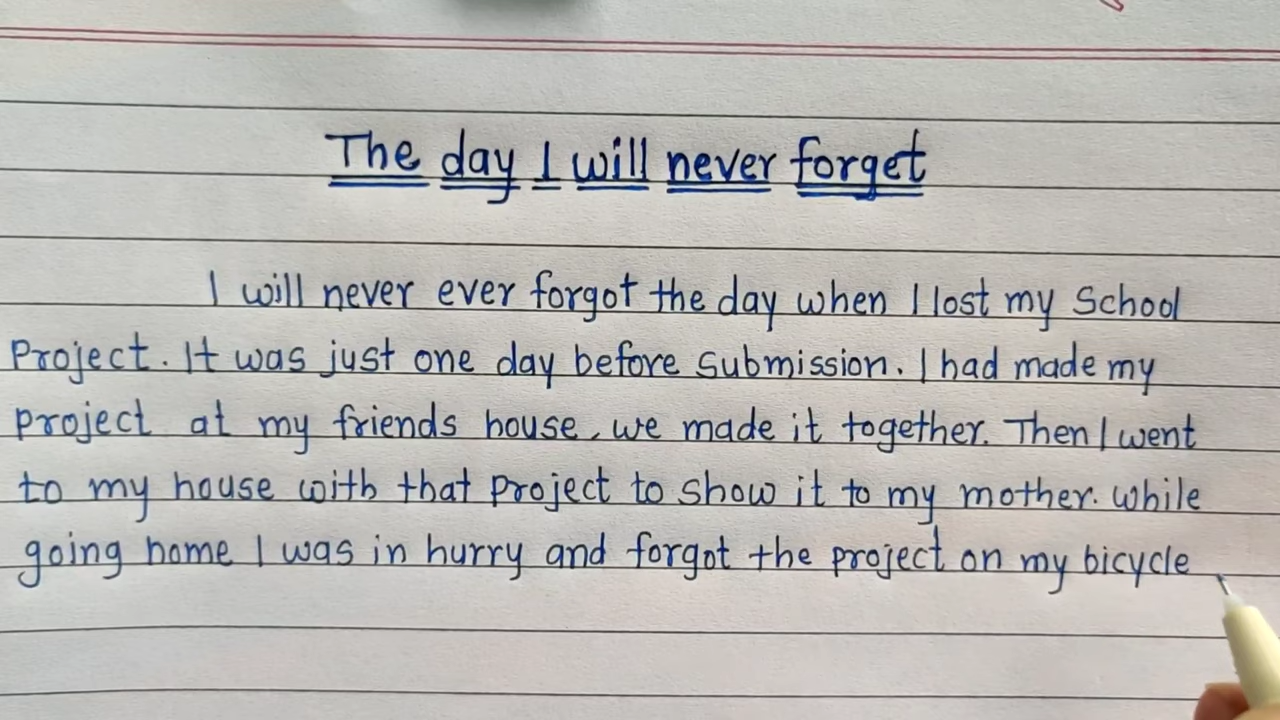 The day I will never forget
I will never ever forgot the day when I lost my School
Project. It was just one day before submission. I had made my
project at my friends house, we made it together. Then I went
to my house with that project to show it to my mother. While
going home I was in hurry and forgot the project on my bicycle